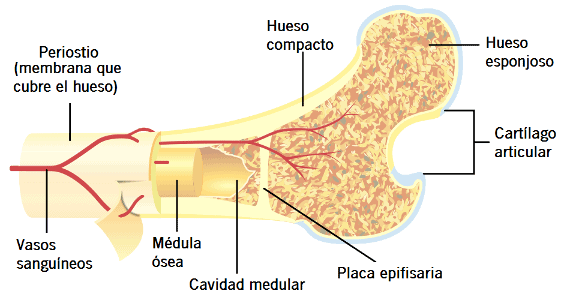 Periostio
(membrana que
cubre el hueso)
Hueso
compacto
Hueso
esponjoso
Cartílago
articular
Vasos
sanguíneos
Médula
ósea
Cavidad medular
Placa epifisaria